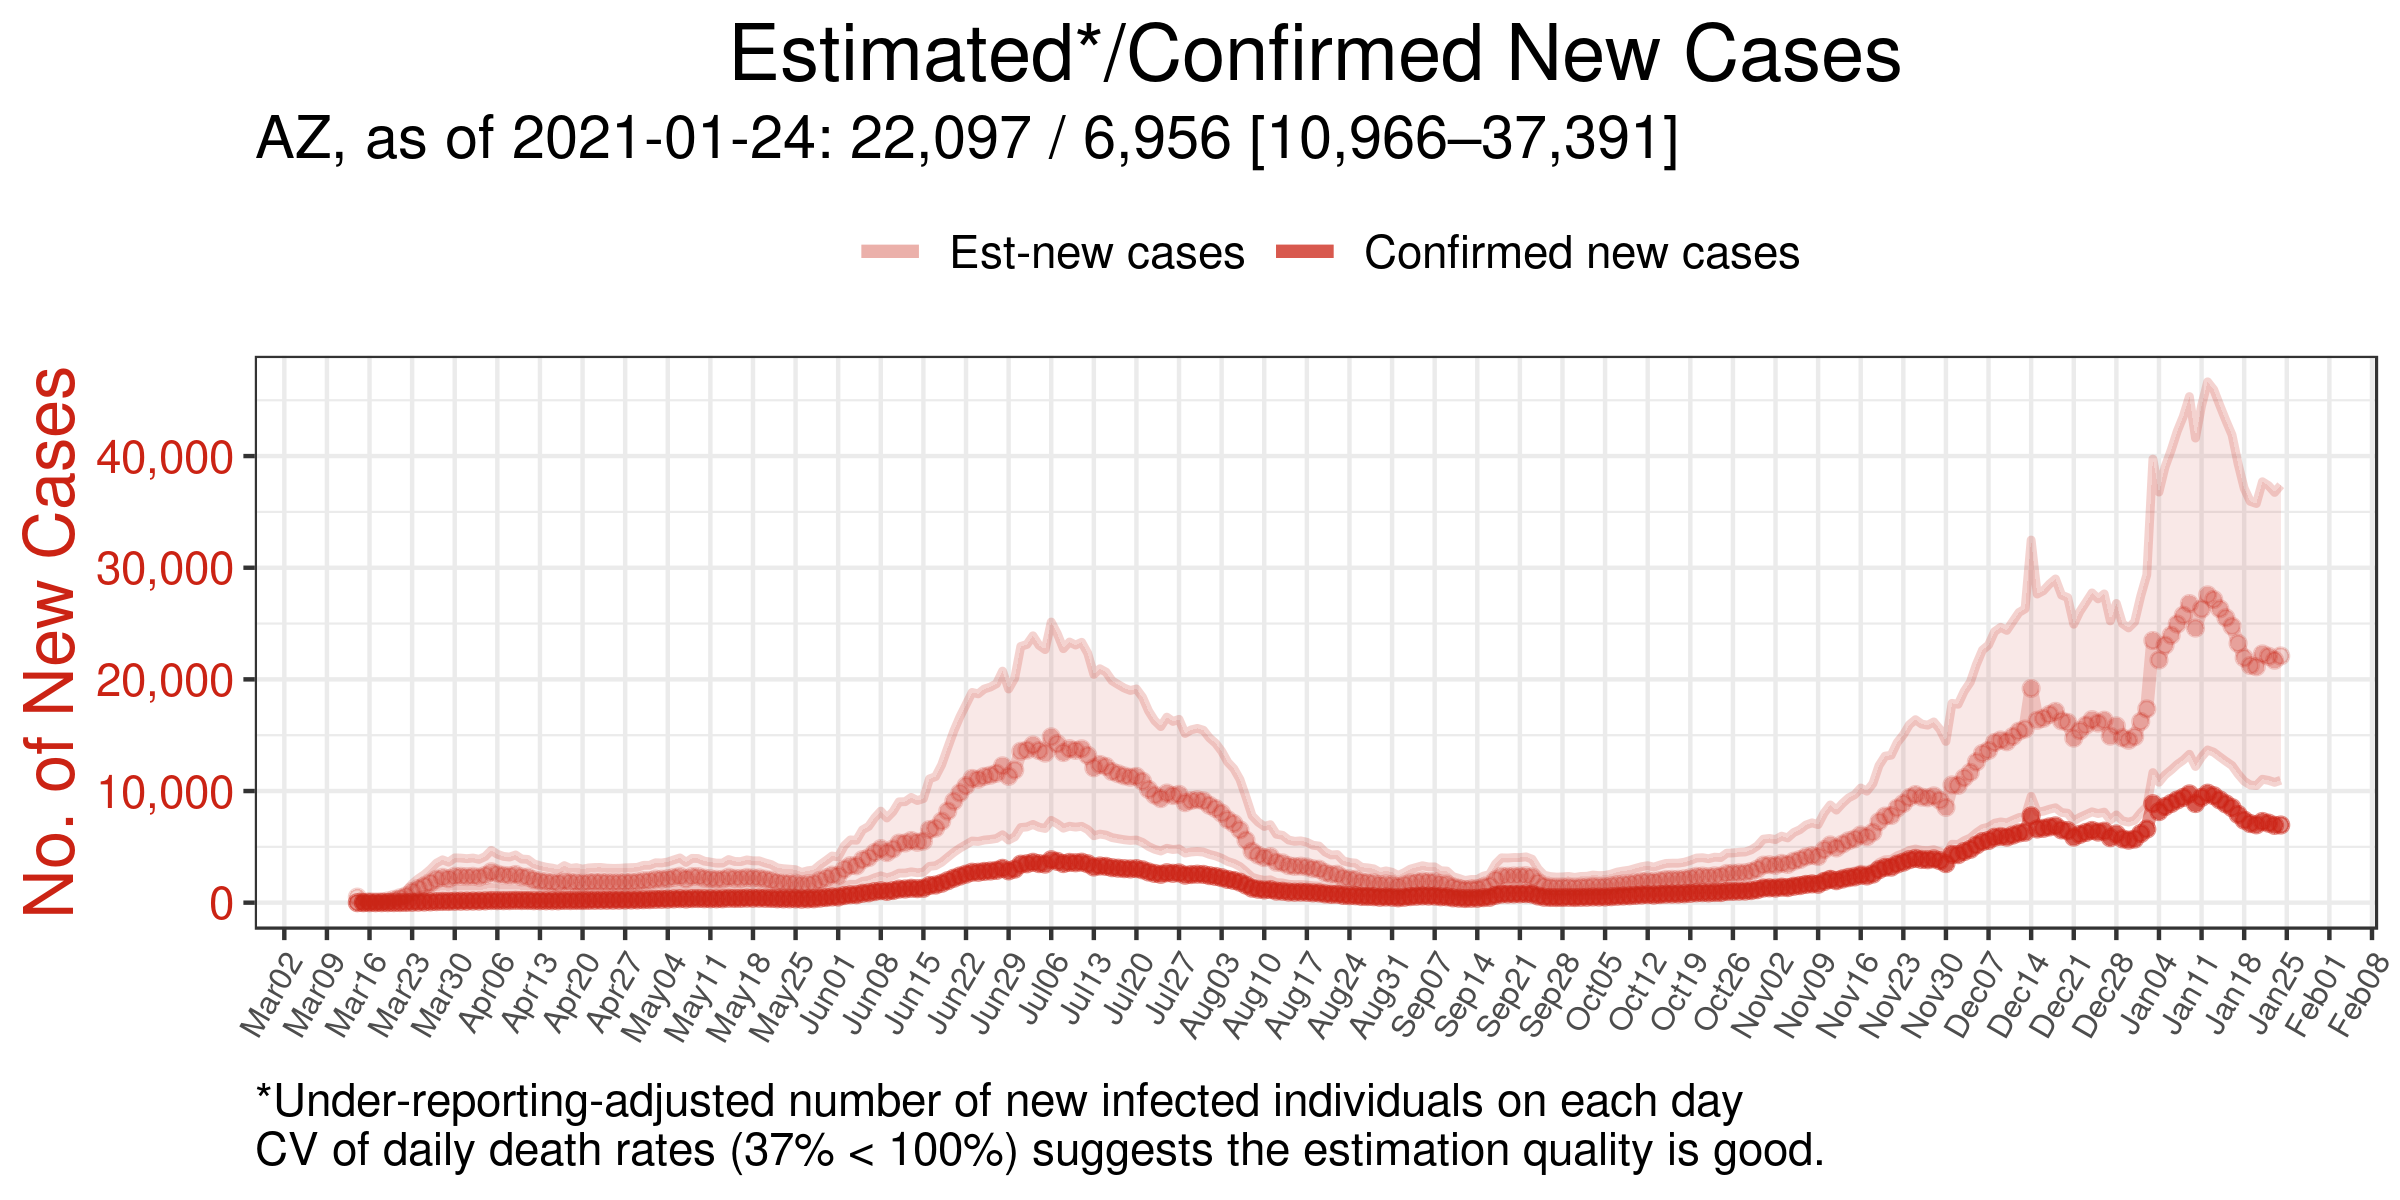 Estimated*/Confirmed New Cases
AZ, as of 2021-01-24: 22,097 / 6,956 [10,966–37,391]
Est-new cases
Confirmed new cases
No. of New Cases
40,000
30,000
20,000
10,000
0
Mar02
Mar09
Mar16
Mar23
Mar30
Apr06
Apr13
Apr20
Apr27
May04
May11
May18
May25
Jun01
Jun08
Jun15
Jun22
Jun29
Jul06
Jul13
Jul20
Jul27
Aug03
Aug10
Aug17
Aug24
Aug31
Sep07
Sep14
Sep21
Sep28
Oct05
Oct12
Oct19
Oct26
Nov02
Nov09
Nov16
Nov23
Nov30
Dec07
Dec14
Dec21
Dec28
Jan04
Jan11
Jan18
Jan25
Feb01
Feb08
*Under-reporting-adjusted number of new infected individuals on each day
CV of daily death rates (37% < 100%) suggests the estimation quality is good.